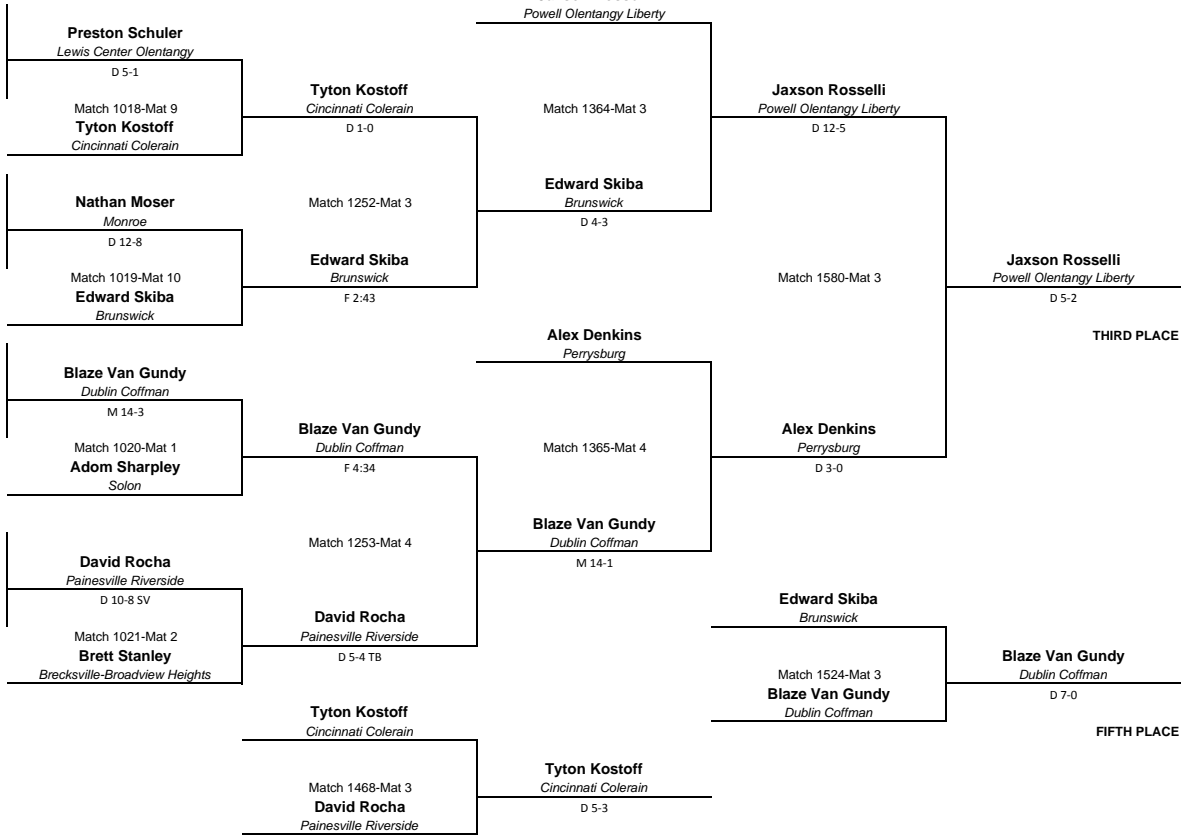 Powell Olentangy Liberty
Preston Schuler
Lewis Center Olentangy
D 5-1
Match 1018-Mat 9
Tyton Kostoff
Cincinnati Colerain
Tyton Kostoff
Cincinnati Colerain
D 1-0
Match 1364-Mat 3
Jaxson Rosselli
Powell Olentangy Liberty
D 12-5
Nathan Moser
Monroe
D 12-8
Match 1252-Mat 3
Edward Skiba
Brunswick
D 4-3
Match 1019-Mat 10
Edward Skiba
Brunswick
Edward Skiba
Brunswick
F 2:43
Match 1580-Mat 3
Jaxson Rosselli
Powell Olentangy Liberty
D 5-2
THIRD PLACE
Alex Denkins
Perrysburg
Blaze Van Gundy
Dublin Coffman
M 14-3
Match 1020-Mat 1
Adom Sharpley
Solon
Blaze Van Gundy
Dublin Coffman
F 4:34
Match 1365-Mat 4
Alex Denkins
Perrysburg
D 3-0
Match 1253-Mat 4
Blaze Van Gundy
Dublin Coffman
M 14-1
David Rocha
Painesville Riverside
D 10-8 SV
Match 1021-Mat 2
Brett Stanley
Brecksville-Broadview Heights
David Rocha
Painesville Riverside
D 5-4 TB
Edward Skiba
Brunswick
Match 1524-Mat 3
Blaze Van Gundy
Dublin Coffman
Blaze Van Gundy
Dublin Coffman
D 7-0
FIFTH PLACE
Tyton Kostoff
Cincinnati Colerain
Match 1468-Mat 3
David Rocha
Painesville Riverside
Tyton Kostoff
Cincinnati Colerain
D 5-3